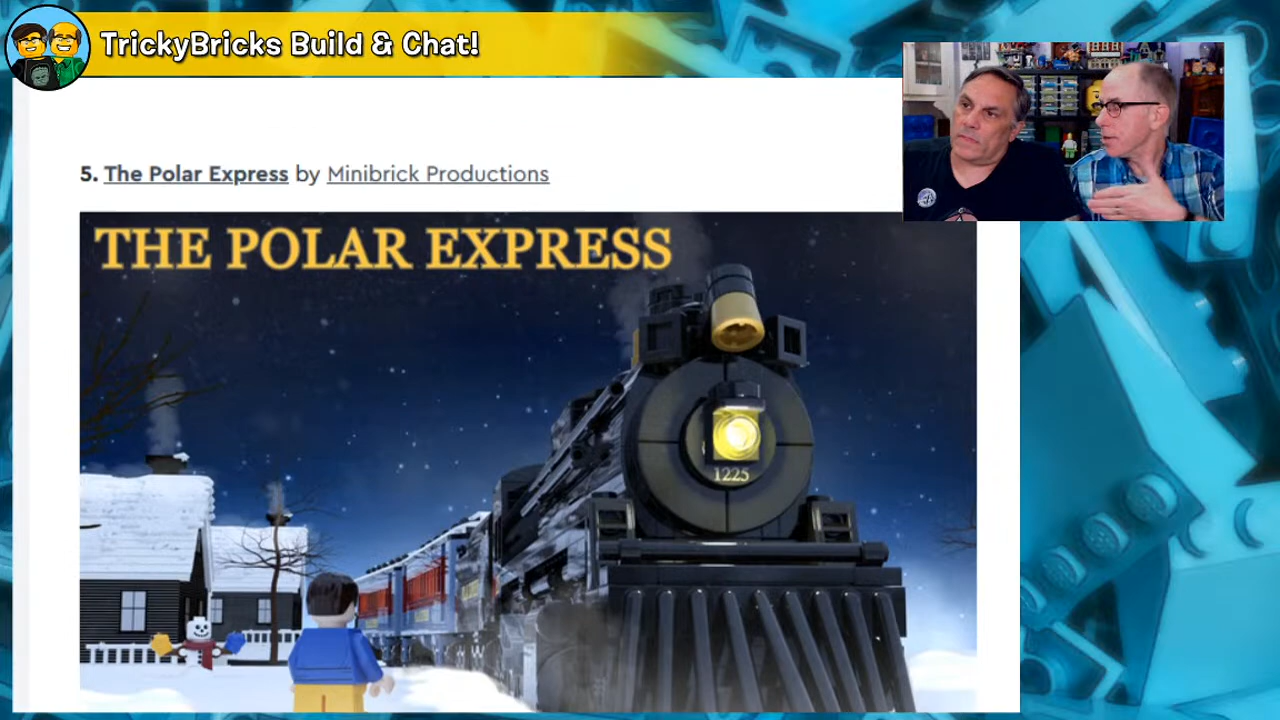 TrickyBricks Build & Chat!
5. The Polar Express by Minibrick Productions
THE POLAR EXPRESS
1225